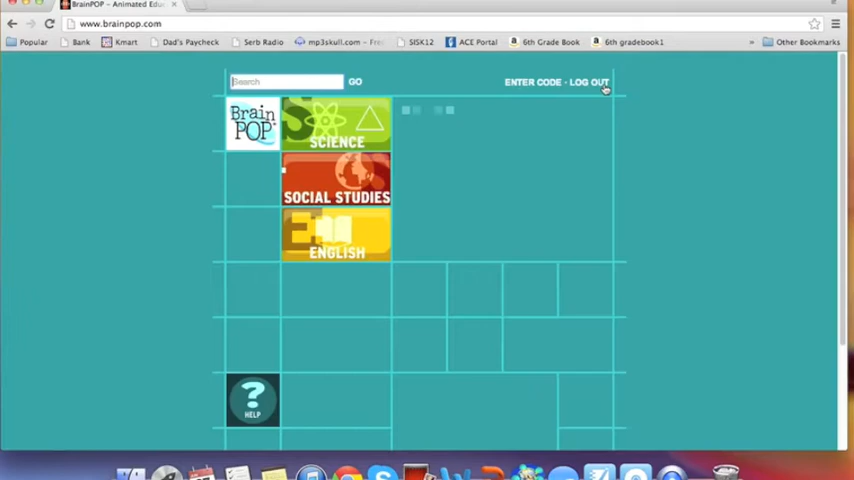 BrainPOP – Animated Edu
www.brainpop.com
Popular Bank Kmart Dad's Paycheck Serb Radio mp3skull.com – Fre SISK12 ACE Portal 6th Grade Book 6th gradebook1 » Other Bookmarks
Search GO ENTER CODE - LOG OUT
Brain POP
SCIENCE
SOCIAL STUDIES
ENGLISH
? HELP